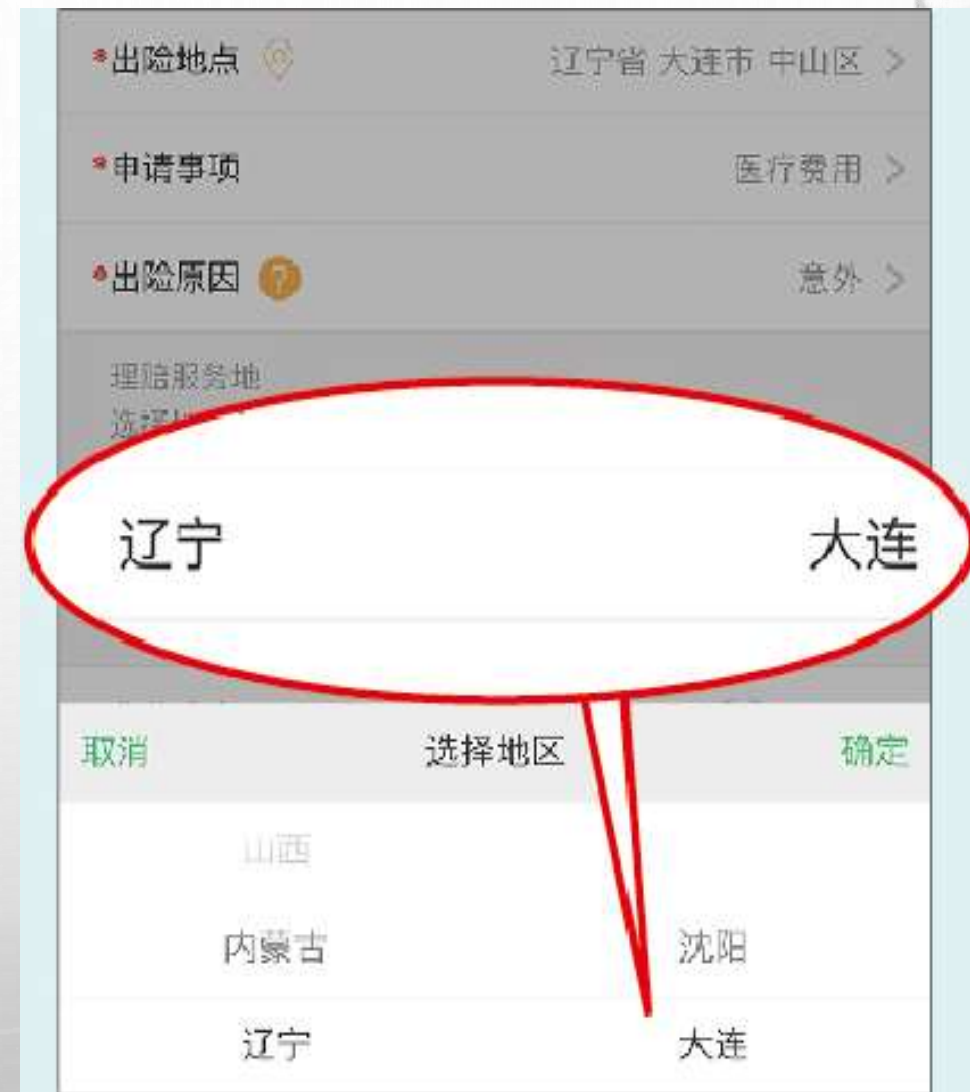 *出险地点 辽宁省 大连市 中山区 >
*申请事项 医疗费用 >
*出险原因 ? 意外 >
理赔服务地
选择
辽宁 大连
取消 选择地区 确定
山西
内蒙古 沈阳
辽宁 大连